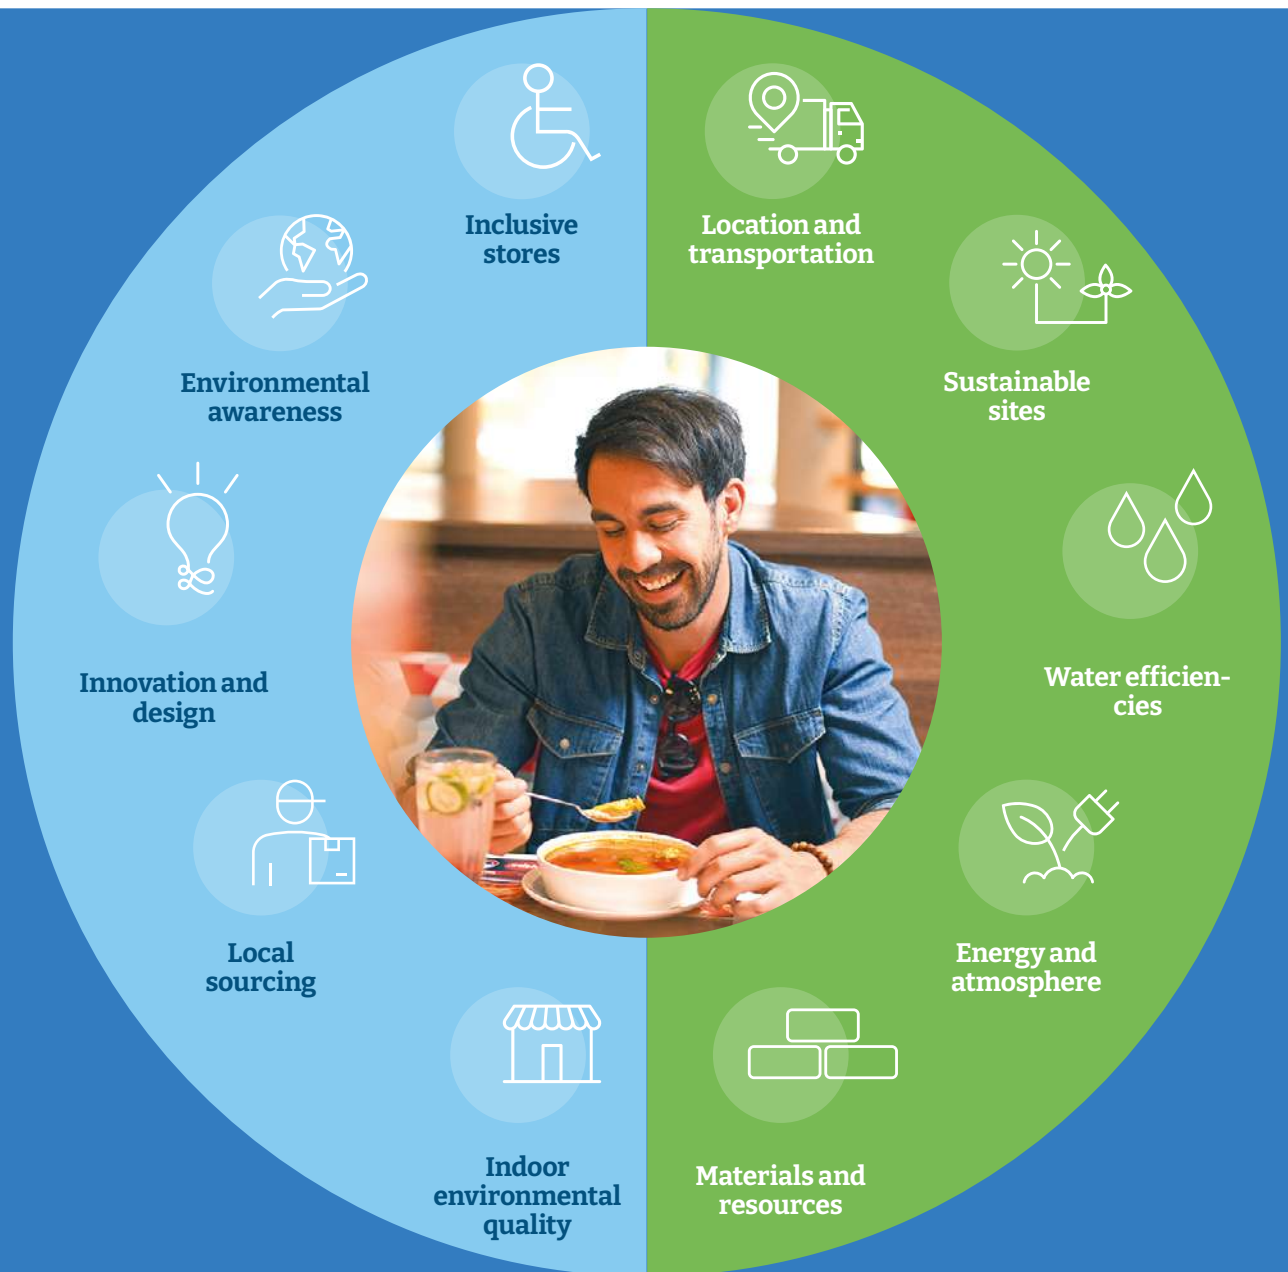 Inclusive
stores
Location and
transportation
Environmental
awareness
Sustainable
sites
Innovation and
design
Water efficien-
cies
Local
sourcing
Energy and
atmosphere
Indoor
environmental
quality
Materials and
resources